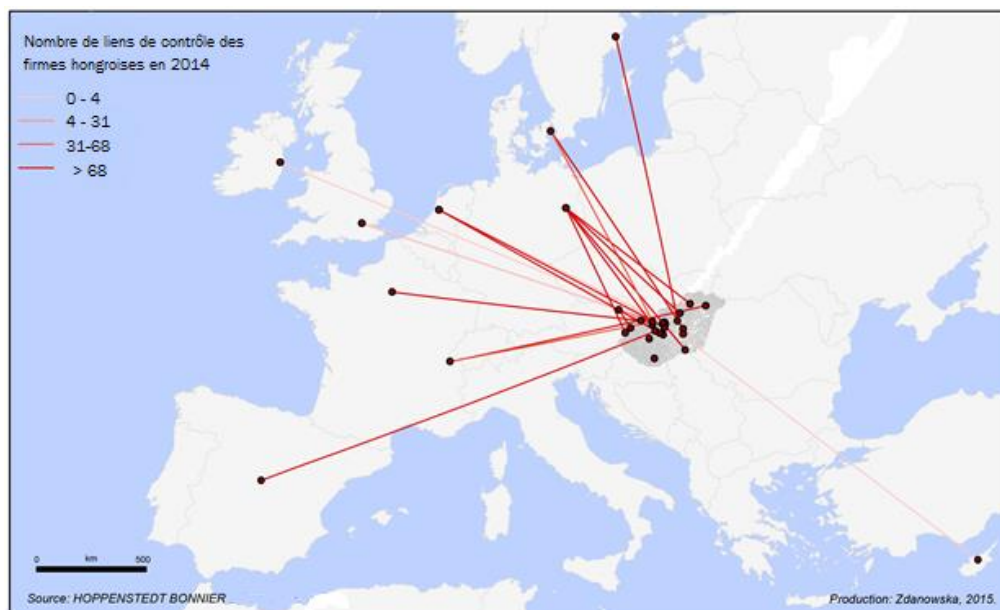 Nombre de liens de contrôle des
firmes hongroises en 2014
0 - 4
4 - 31
31-68
> 68
0 km 500
Source: HOPPENSTEDT BONNIER
Production: Zdanowska, 2015.